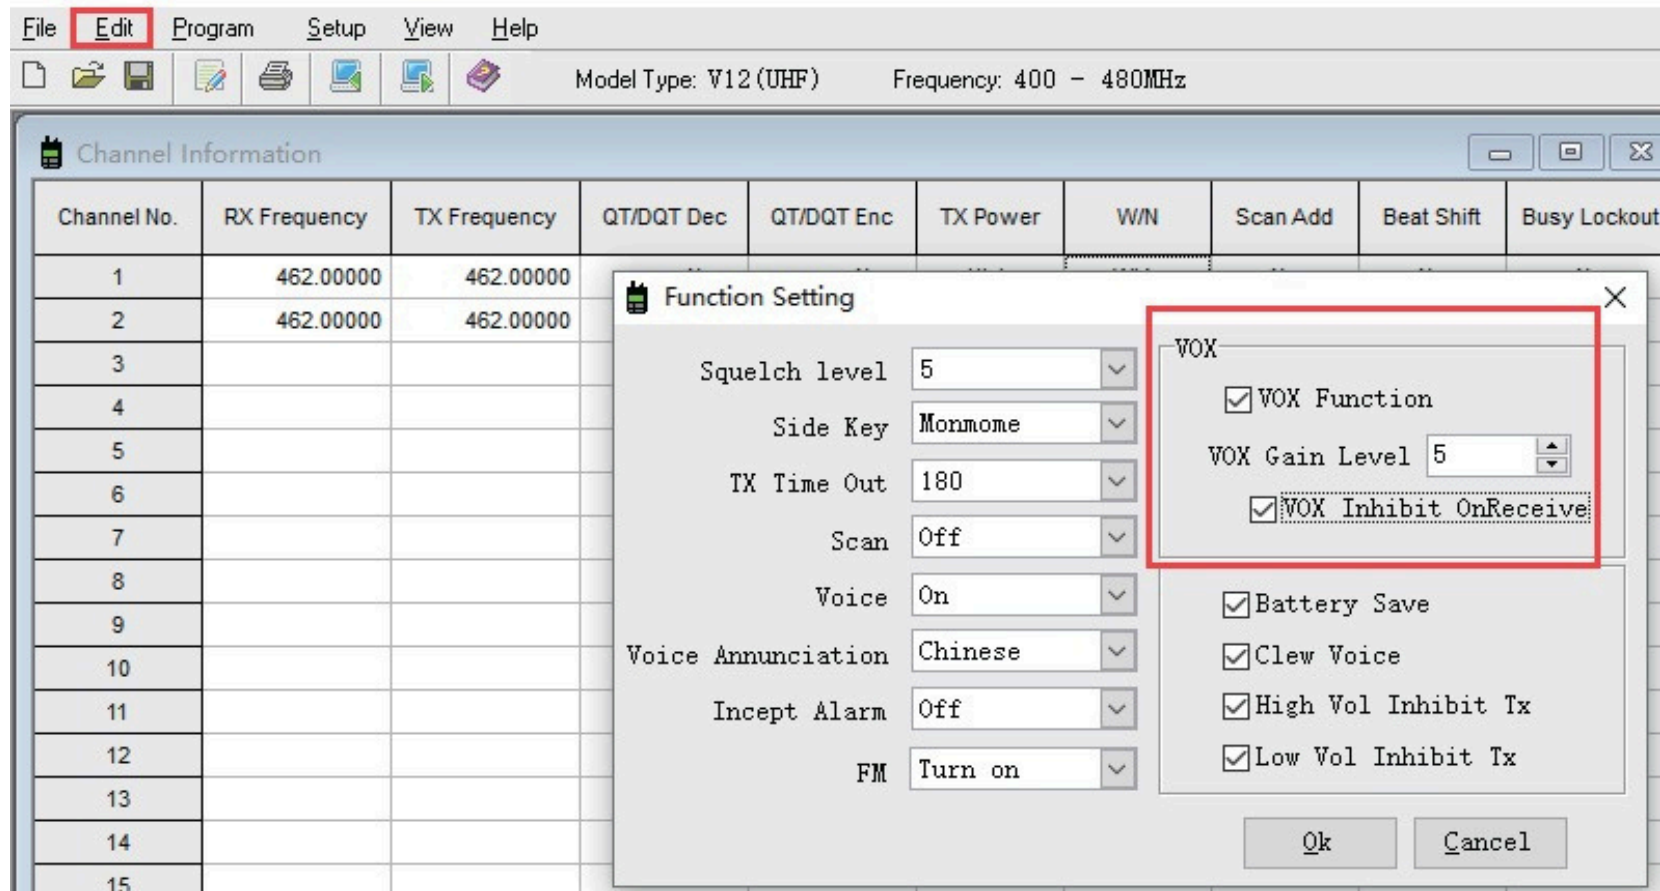 File Edit Program Setup View Help
Model Type: V12(UHF) Frequency: 400 - 480MHz
Channel Information
Channel No. RX Frequency TX Frequency QT/DQT Dec QT/DQT Enc TX Power W/N Scan Add Beat Shift Busy Lockout
1 462.00000 462.00000
2 462.00000 462.00000
3
4
5
6
7
8
9
10
11
12
13
14
15
Function Setting
Squelch level 5
Side Key Monmome
TX Time Out 180
Scan Off
Voice On
Voice Annunciation Chinese
Incept Alarm Off
FM Turn on
VOX
VOX Function
VOX Gain Level 5
VOX Inhibit OnReceive
Battery Save
Clew Voice
High Vol Inhibit Tx
Low Vol Inhibit Tx
Ok Cancel